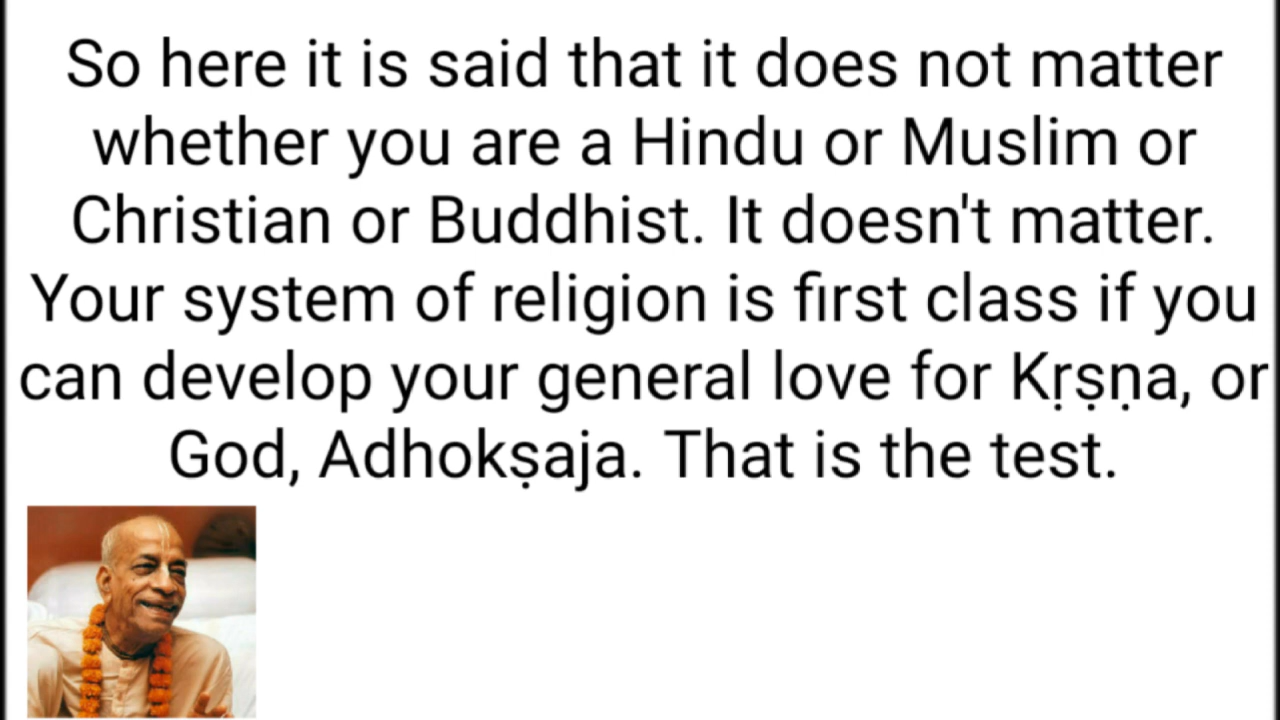 So here it is said that it does not matter
whether you are a Hindu or Muslim or
Christian or Buddhist. It doesn't matter.
Your system of religion is first class if you
can develop your general love for Kṛṣṇa, or
God, Adhokṣaja. That is the test.